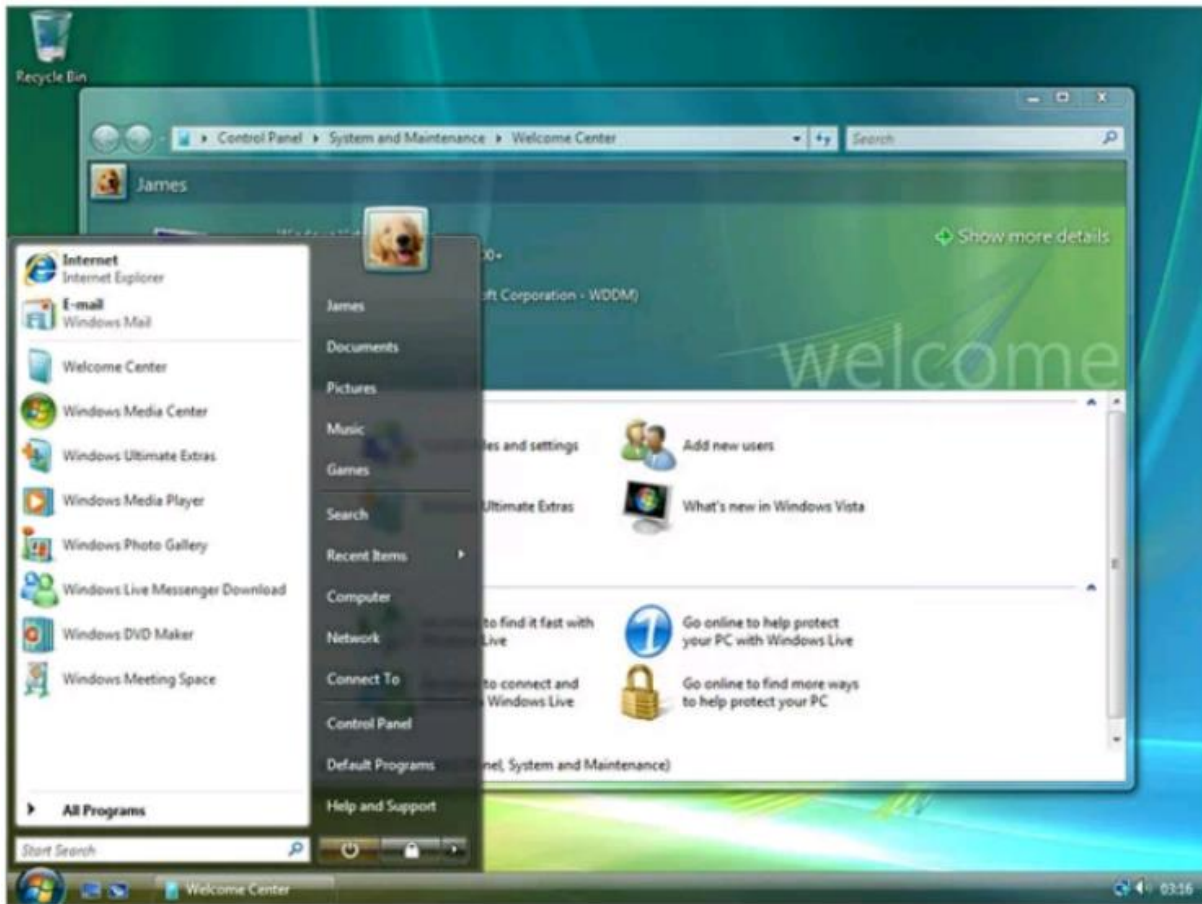 Recycle Bin
Control Panel System and Maintenance Welcome Center
Search
James
Show more details
oft Corporation - WDDM)
welcome
Internet
Internet Explorer
E-mail
Windows Mail
Welcome Center
Windows Media Center
Windows Ultimate Extras
Windows Media Player
Windows Photo Gallery
Windows Live Messenger Download
Windows DVD Maker
Windows Meeting Space
All Programs
Start Search
James
Documents
Pictures
Music
Games
Search
Recent Items
Computer
Network
Connect To
Control Panel
Default Programs
Help and Support
les and settings
Add new users
Ultimate Extras
What's new in Windows Vista
to find it fast with
Live
Go online to help protect
your PC with Windows Live
to connect and
Windows Live
Go online to find more ways
to help protect your PC
nel, System and Maintenance)
Welcome Center
03:16